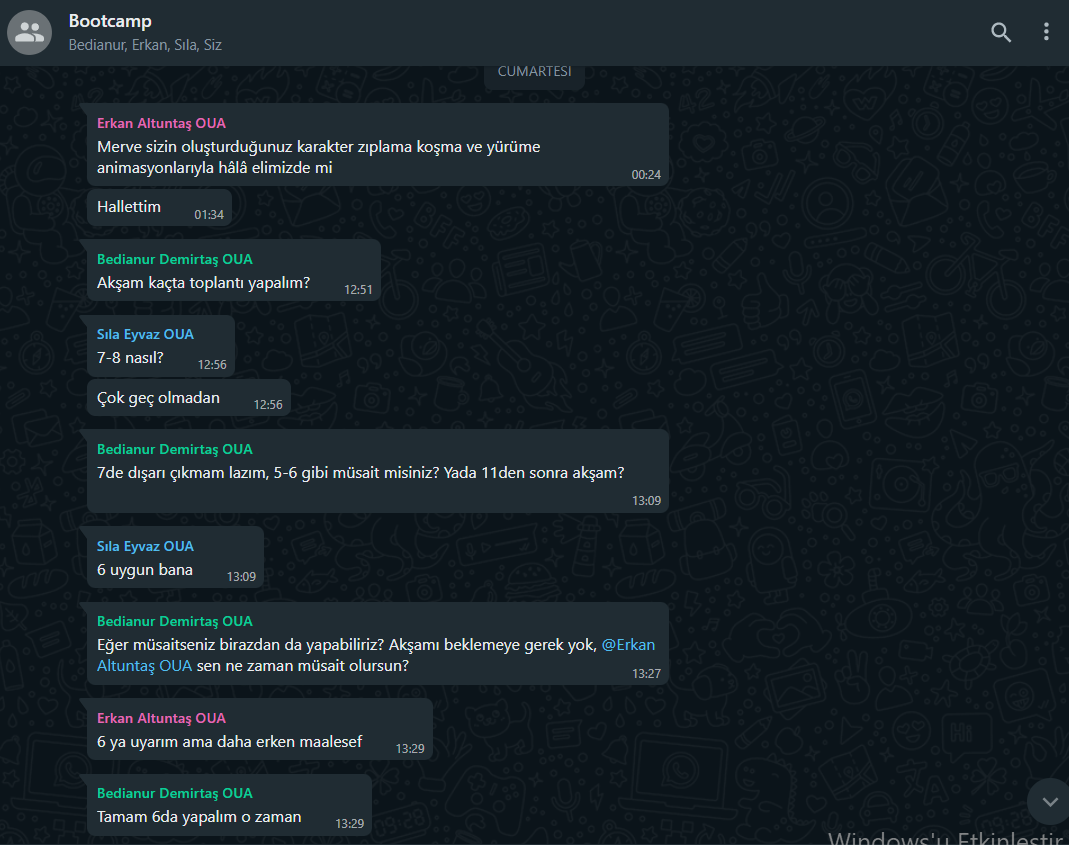 Bootcamp
Bedianur, Erkan, Sıla, Siz
CUMARTESİ
Erkan Altuntaş OUA
Merve sizin oluşturduğunuz karakter zıplama koşma ve yürüme
animasyonlarıyla hâlâ elimizde mi
00:24
Hallettim
01:34
Bedianur Demirtaş OUA
Akşam kaçta toplantı yapalım?
12:51
Sıla Eyvaz OUA
7-8 nasıl?
12:56
Çok geç olmadan
12:56
Bedianur Demirtaş OUA
7de dışarı çıkmam lazım, 5-6 gibi müsait misiniz? Yada 11den sonra akşam?
13:09
Sıla Eyvaz OUA
6 uygun bana
13:09
Bedianur Demirtaş OUA
Eğer müsaitseniz birazdan da yapabiliriz? Akşamı beklemeye gerek yok, @Erkan
Altuntaş OUA sen ne zaman müsait olursun?
13:27
Erkan Altuntaş OUA
6 ya uyarım ama daha erken maalesef
13:29
Bedianur Demirtaş OUA
Tamam 6da yapalım o zaman
13:29
Windows'u Etkinleştir